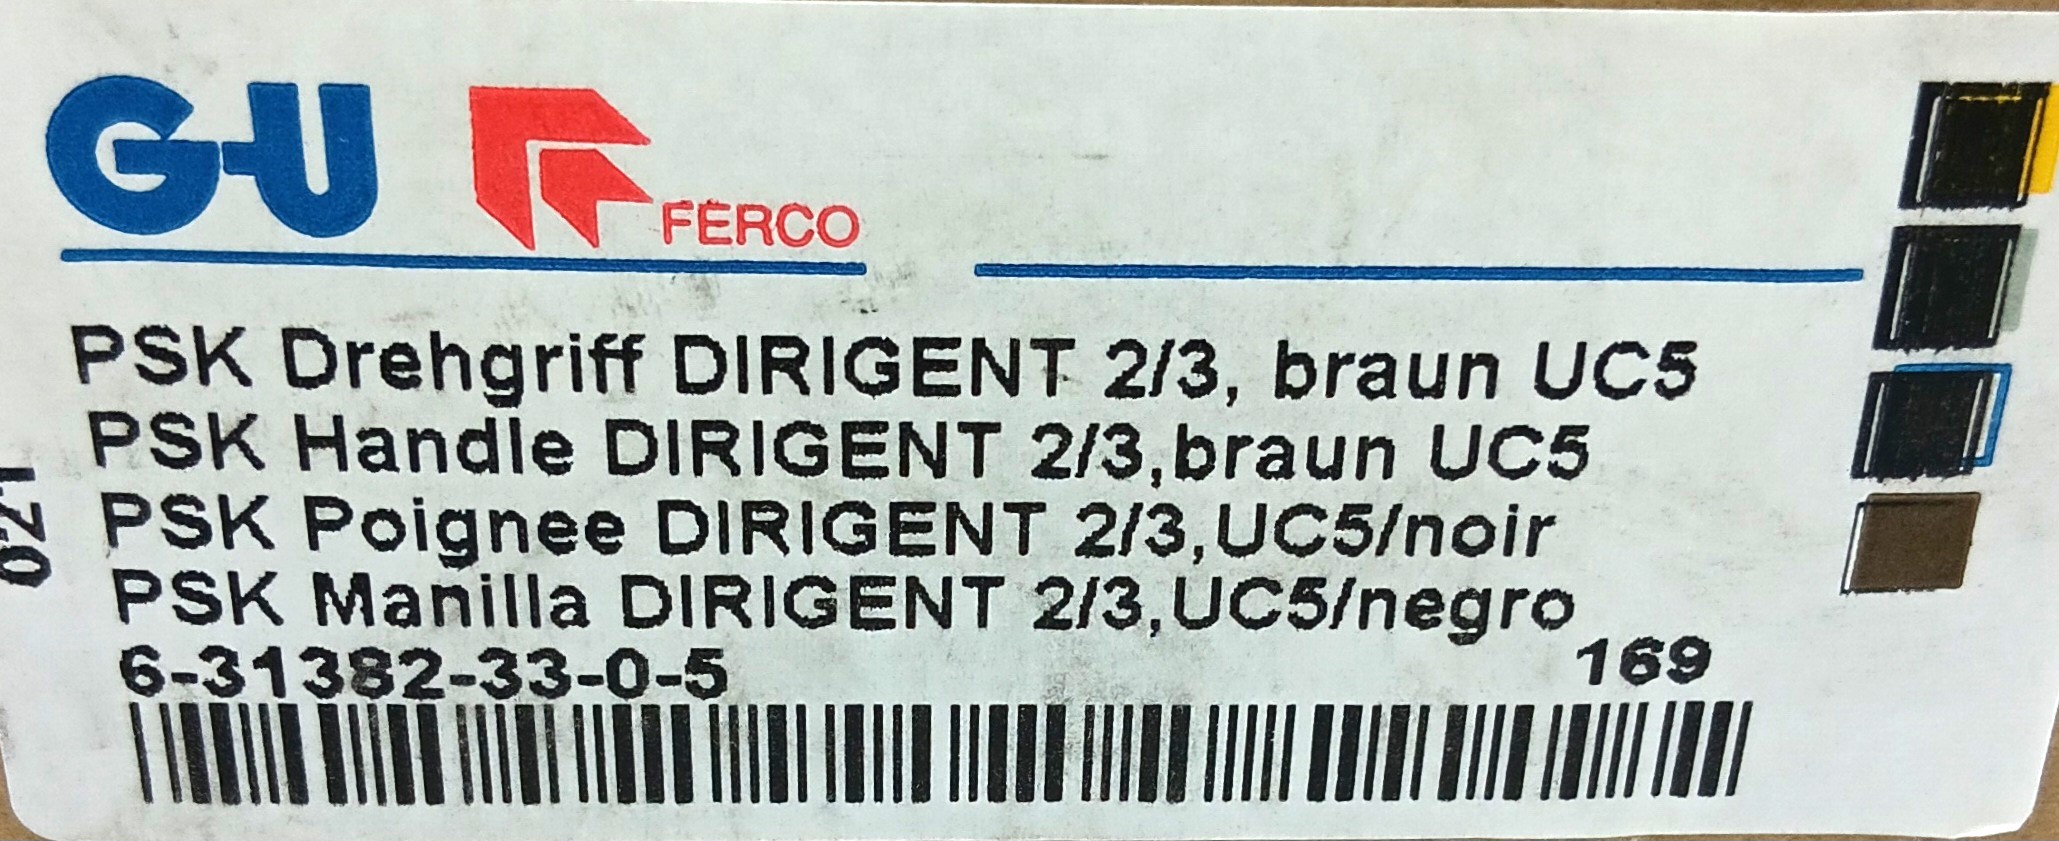 G-U FERCO
PSK Drehgriff DIRIGENT 2/3, braun UC5
PSK Handle DIRIGENT 2/3,braun UC5
PSK Poignee DIRIGENT 2/3,UC5/noir
PSK Manilla DIRIGENT 2/3,UC5/negro
6-31382-33-0-5 169